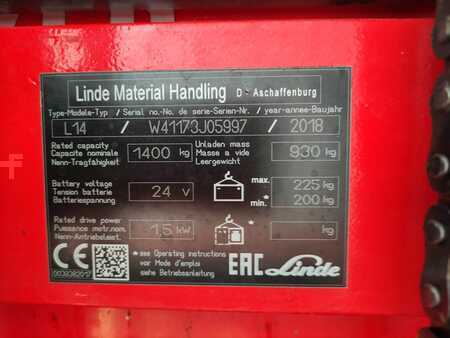 Linde Material Handling D - Aschaffenburg
Type-Modele-Typ / Serial no.-No. de serie-Serien-Nr. / year-annee-Baujahr
L14 / W41173J05997 / 2018
Rated capacity
Capacite nominale
Nenn-Tragfähigkeit
1400 kg
Unladen mass
Masse a vide
Leergewicht
930 kg
Battery voltage
Tension batterie
Batteriespannung
24 V
max. 225 kg
min. 200 kg
Rated drive power
Puissance motr.nom.
Nenn-Antriebsleist.
1,5 kW
kg
* see Operating instructions
voir Mode d'emploi
siehe Betriebsanleitung
CE
EAC Linde